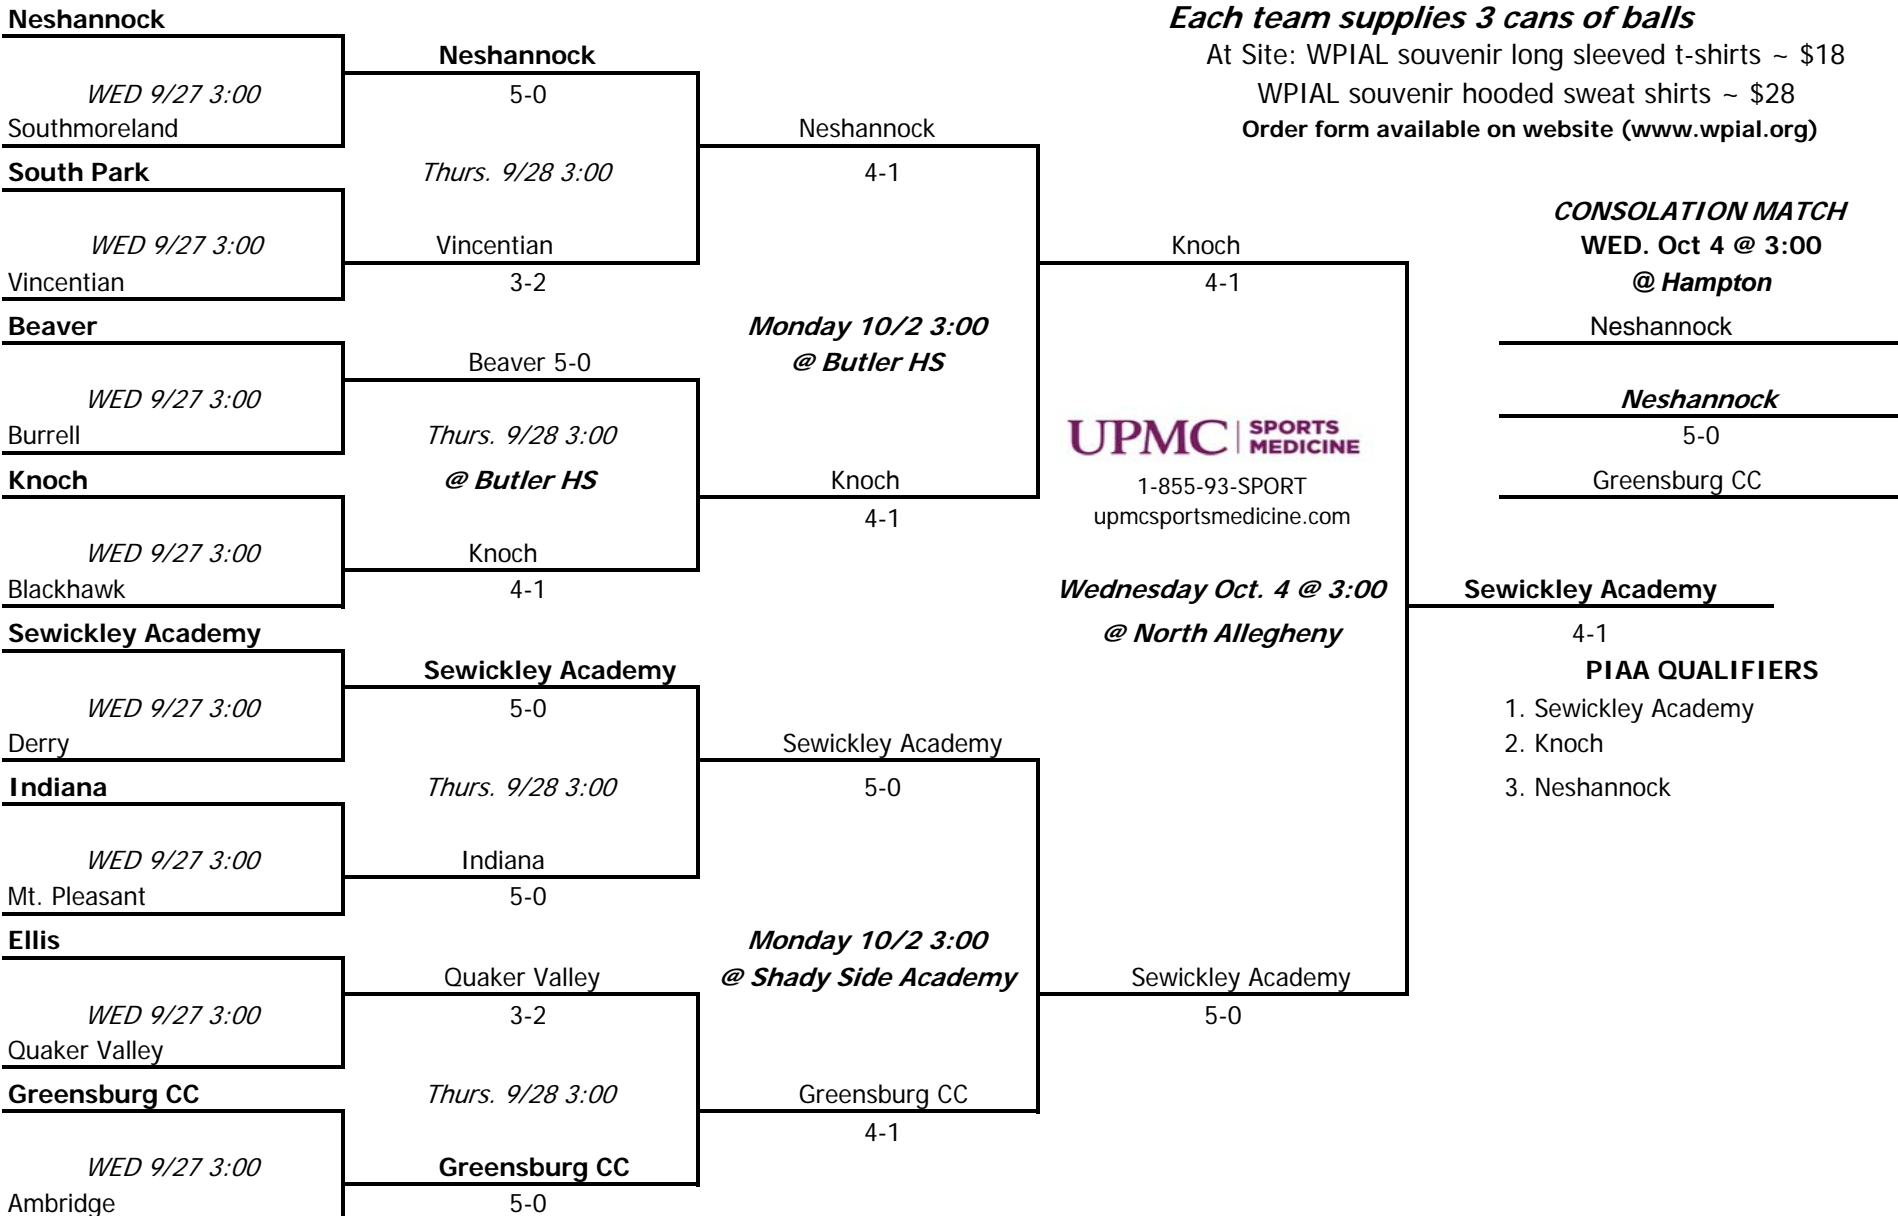 Neshannock
Each team supplies 3 cans of balls
Neshannock
At Site: WPIAL souvenir long sleeved t-shirts ~ $18
WED 9/27 3:00
5-0
WPIAL souvenir hooded sweat shirts ~ $28
Southmoreland
Neshannock
Order form available on website (www.wpial.org)
South Park
Thurs. 9/28 3:00
4-1
CONSOLATION MATCH
WED 9/27 3:00
Vincentian
Knoch
WED. Oct 4 @ 3:00
Vincentian
3-2
4-1
@ Hampton
Beaver
Monday 10/2 3:00
Neshannock
Beaver 5-0
@ Butler HS
WED 9/27 3:00
Neshannock
Burrell
Thurs. 9/28 3:00
UPMC | SPORTS MEDICINE
5-0
Knoch
@ Butler HS
Knoch
1-855-93-SPORT
Greensburg CC
4-1
upmcsportsmedicine.com
WED 9/27 3:00
Knoch
Blackhawk
4-1
Wednesday Oct. 4 @ 3:00
Sewickley Academy
Sewickley Academy
@ North Allegheny
4-1
Sewickley Academy
PIAA QUALIFIERS
WED 9/27 3:00
5-0
1. Sewickley Academy
Derry
Sewickley Academy
2. Knoch
Indiana
Thurs. 9/28 3:00
5-0
3. Neshannock
WED 9/27 3:00
Indiana
Mt. Pleasant
5-0
Ellis
Monday 10/2 3:00
Quaker Valley
@ Shady Side Academy
Sewickley Academy
WED 9/27 3:00
3-2
5-0
Quaker Valley
Greensburg CC
Thurs. 9/28 3:00
Greensburg CC
4-1
WED 9/27 3:00
Greensburg CC
Ambridge
5-0